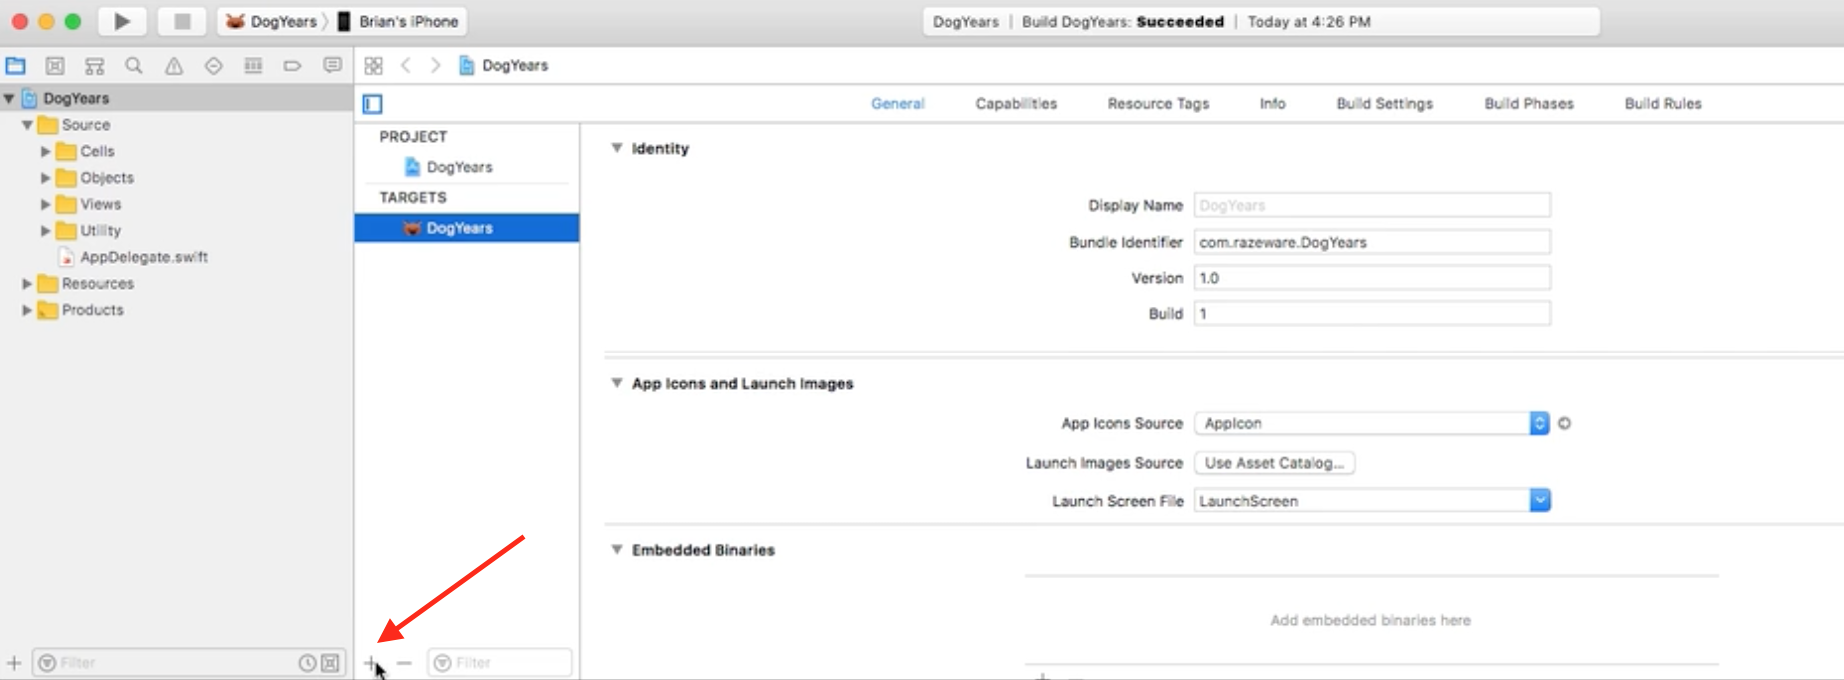 DogYears 〉 Brian's iPhone
DogYears | Build DogYears: Succeeded | Today at 4:26 PM
DogYears
DogYears
Source
Cells
Objects
Views
Utility
AppDelegate.swift
Resources
Products
Filter
General Capabilities Resource Tags Info Build Settings Build Phases Build Rules
PROJECT
DogYears
TARGETS
DogYears
Filter
Identity
Display Name DogYears
Bundle Identifier com.razeware.DogYears
Version 1.0
Build 1
App Icons and Launch Images
App Icons Source AppIcon
Launch Images Source Use Asset Catalog...
Launch Screen File LaunchScreen
Embedded Binaries
Add embedded binaries here